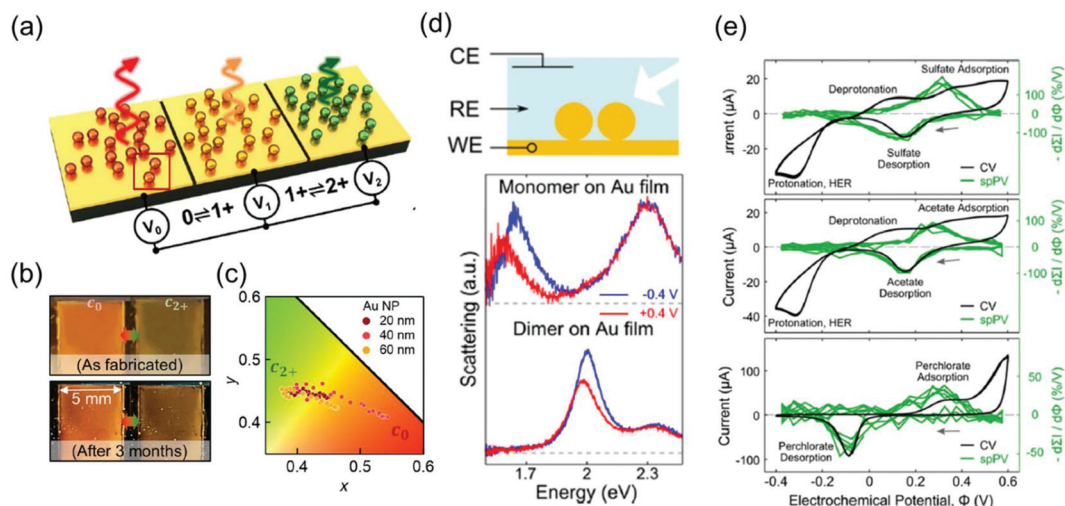 (a)
V₀
0⇌1+
V₁
1+⇌2+
V₂
(b)
c₀
c₂₊
(As fabricated)
5 mm
(After 3 months)
(c)
0.6
0.5
0.4
y
c₂₊
c₀
Au NP
20 nm
40 nm
60 nm
0.4
0.5
0.6
x
(d)
CE
RE
WE
Monomer on Au film
-0.4 V
+0.4 V
Dimer on Au film
Scattering (a.u.)
1.7
2
2.3
Energy (eV)
(e)
Sulfate Adsorption
Deprotonation
Sulfate
Desorption
Protonation, HER
CV
spPV
20
0
-20
100
0
-100
- dΣI / dΦ (%/V)
Acetate Adsorption
Deprotonation
Acetate
Desorption
Protonation, HER
CV
spPV
Current (µA)
20
0
-20
-40
100
0
-100
- dΣI / dΦ (%/V)
Perchlorate
Adsorption
Perchlorate
Desorption
CV
spPV
Current (µA)
100
0
-100
50
0
-50
- dΣI / dΦ (%/V)
-0.4
-0.2
0
0.2
0.4
0.6
Electrochemical Potential, Φ (V)